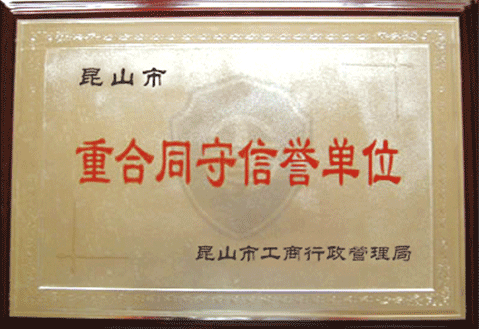 昆山市
重合同守信誉单位
昆山市工商行政管理局